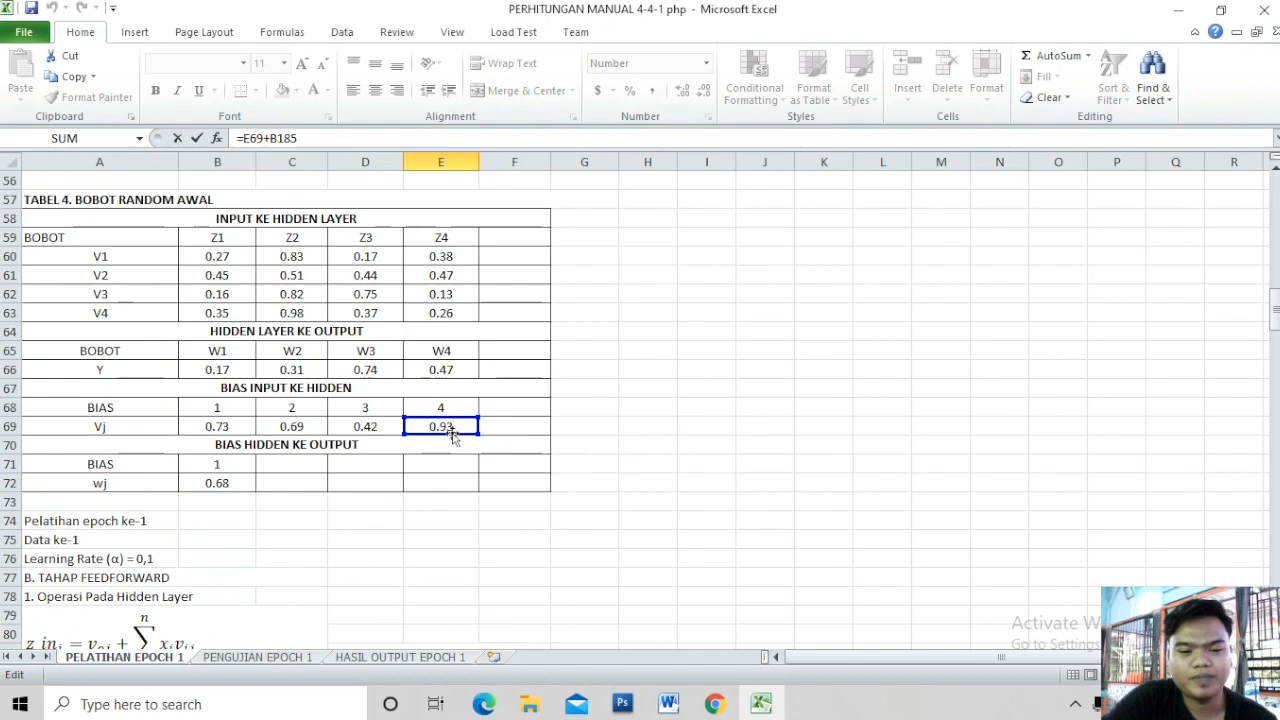 PERHITUNGAN MANUAL 4-4-1 php - Microsoft Excel
File Home Insert Page Layout Formulas Data Review View Load Test Team
Paste Cut Copy Format Painter Clipboard
11 A A B I U A Font
Wrap Text Merge & Center Alignment
Number $ % , Number
Conditional Formatting Format as Table Cell Styles Styles
Insert Delete Format Cells
AutoSum Fill Clear Sort & Filter Find & Select Editing
SUM fx =E69+B185
A B C D E F G H I J K L M N O P Q R
56
57 TABEL 4. BOBOT RANDOM AWAL
58 INPUT KE HIDDEN LAYER
59 BOBOT Z1 Z2 Z3 Z4
60 V1 0.27 0.83 0.17 0.38
61 V2 0.45 0.51 0.44 0.47
62 V3 0.16 0.82 0.75 0.13
63 V4 0.35 0.98 0.37 0.26
64 HIDDEN LAYER KE OUTPUT
65 BOBOT W1 W2 W3 W4
66 Y 0.17 0.31 0.74 0.47
67 BIAS INPUT KE HIDDEN
68 BIAS 1 2 3 4
69 Vj 0.73 0.69 0.42 0.93
70 BIAS HIDDEN KE OUTPUT
71 BIAS 1
72 wj 0.68
73
74 Pelatihan epoch ke-1
75 Data ke-1
76 Learning Rate (α) = 0,1
77 B. TAHAP FEEDFORWARD
78 1. Operasi Pada Hidden Layer
79 n
80
Activate W
Go to Settings
PELATIHAN EPOCH 1 PENGUJIAN EPOCH 1 HASIL OUTPUT EPOCH 1
Edit
Type here to search